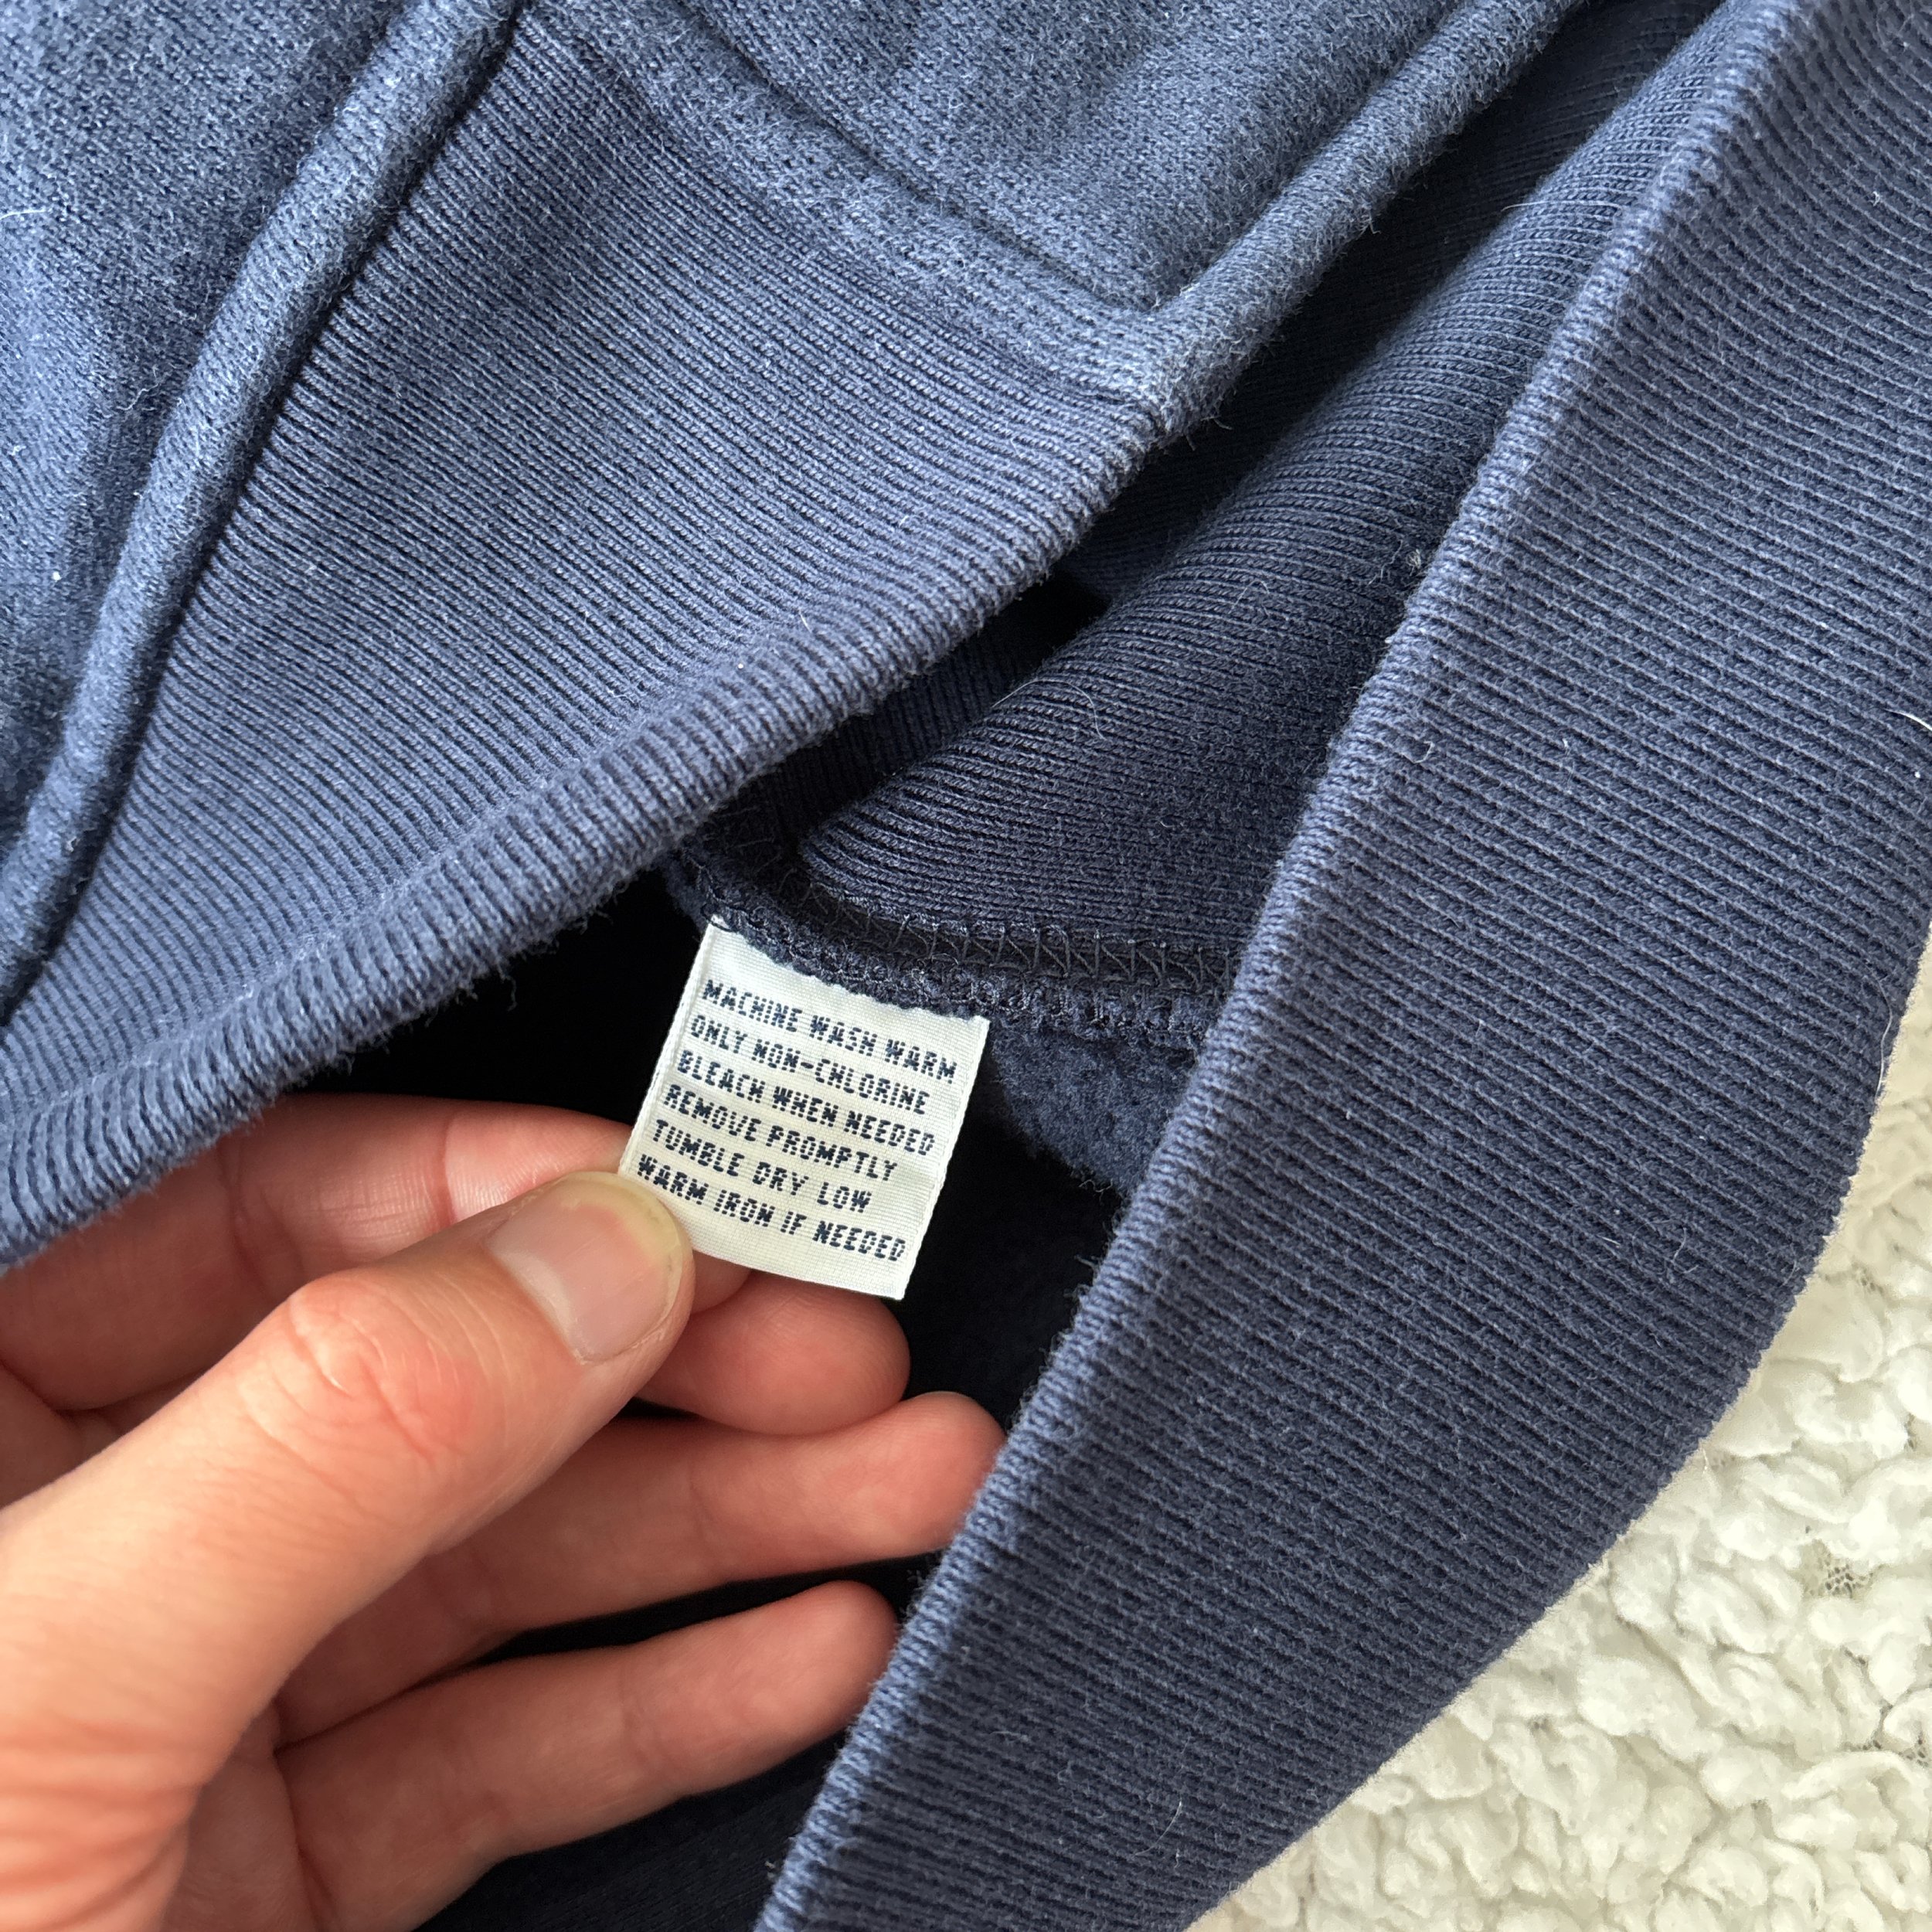 MACHINE WASH WARM
ONLY NON-CHLORINE
BLEACH WHEN NEEDED
REMOVE PROMPTLY
TUMBLE DRY LOW
WARM IRON IF NEEDED